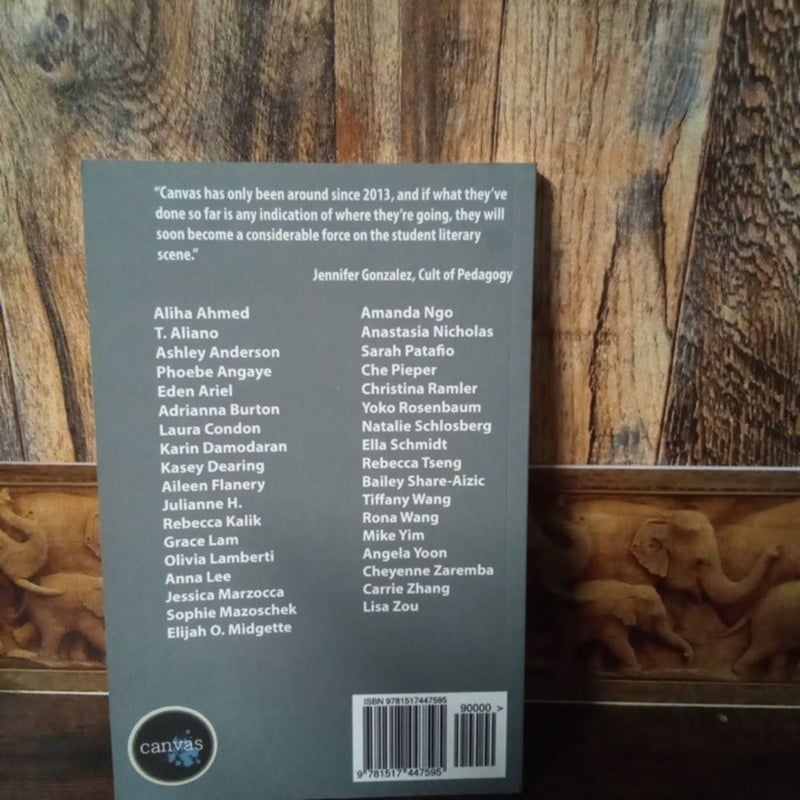 "Canvas has only been around since 2013, and if what they've
done so far is any indication of where they're going, they will
soon become a considerable force on the student literary
scene."
Jennifer Gonzalez, Cult of Pedagogy
Aliha Ahmed
T. Aliano
Ashley Anderson
Phoebe Angaye
Eden Ariel
Adrianna Burton
Laura Condon
Karin Damodaran
Kasey Dearing
Aileen Flanery
Julianne H.
Rebecca Kalik
Grace Lam
Olivia Lamberti
Anna Lee
Jessica Marzocca
Sophie Mazoschek
Elijah O. Midgette
Amanda Ngo
Anastasia Nicholas
Sarah Patafio
Che Pieper
Christina Ramler
Yoko Rosenbaum
Natalie Schlosberg
Ella Schmidt
Rebecca Tseng
Bailey Share-Aizic
Tiffany Wang
Rona Wang
Mike Yim
Angela Yoon
Cheyenne Zaremba
Carrie Zhang
Lisa Zou
canvas
ISBN 9781517447595
90000 >
9 781517 447595